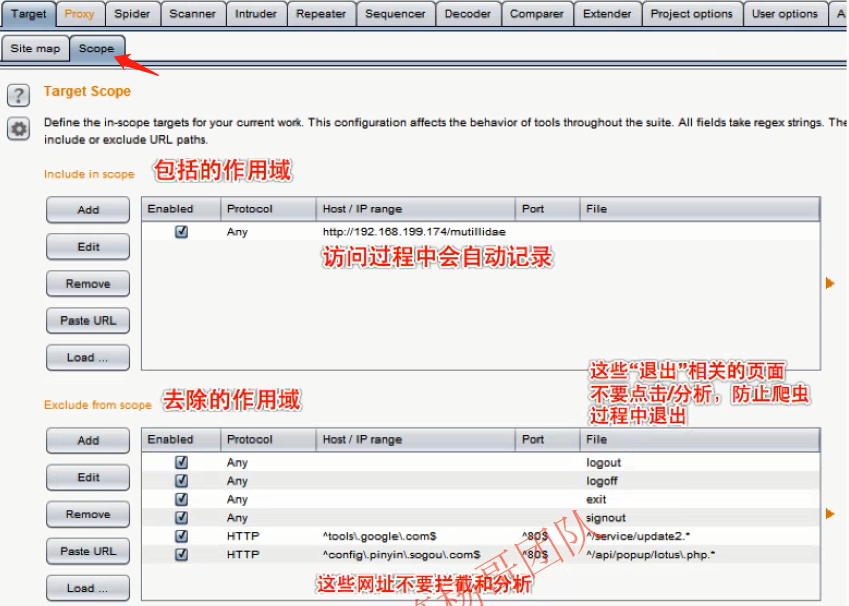 Target Proxy Spider Scanner Intruder Repeater Sequencer Decoder Comparer Extender Project options User options A
Site map Scope
?
Target Scope
Define the in-scope targets for your current work. This configuration affects the behavior of tools throughout the suite. All fields take regex strings. The
include or exclude URL paths.
Include in scope 包括的作用域
Add Enabled Protocol Host / IP range Port File
Any http://192.168.199.174/mutillidae
Edit
访问过程中会自动记录
Remove
Paste URL
Load ...
这些“退出”相关的页面
不要点击/分析，防止爬虫
过程中退出
Exclude from scope 去除的作用域
Add Enabled Protocol Host / IP range Port File
Any logout
Edit Any logoff
Any exit
Remove Any signout
HTTP ^tools\.google\.com$ ^80$ ^/service/update2.*
Paste URL HTTP ^config\.pinyin\.sogou\.com$ ^80$ ^/api/popup/lotus\.php.*
Load ... 这些网址不要拦截和分析
杨哥团队